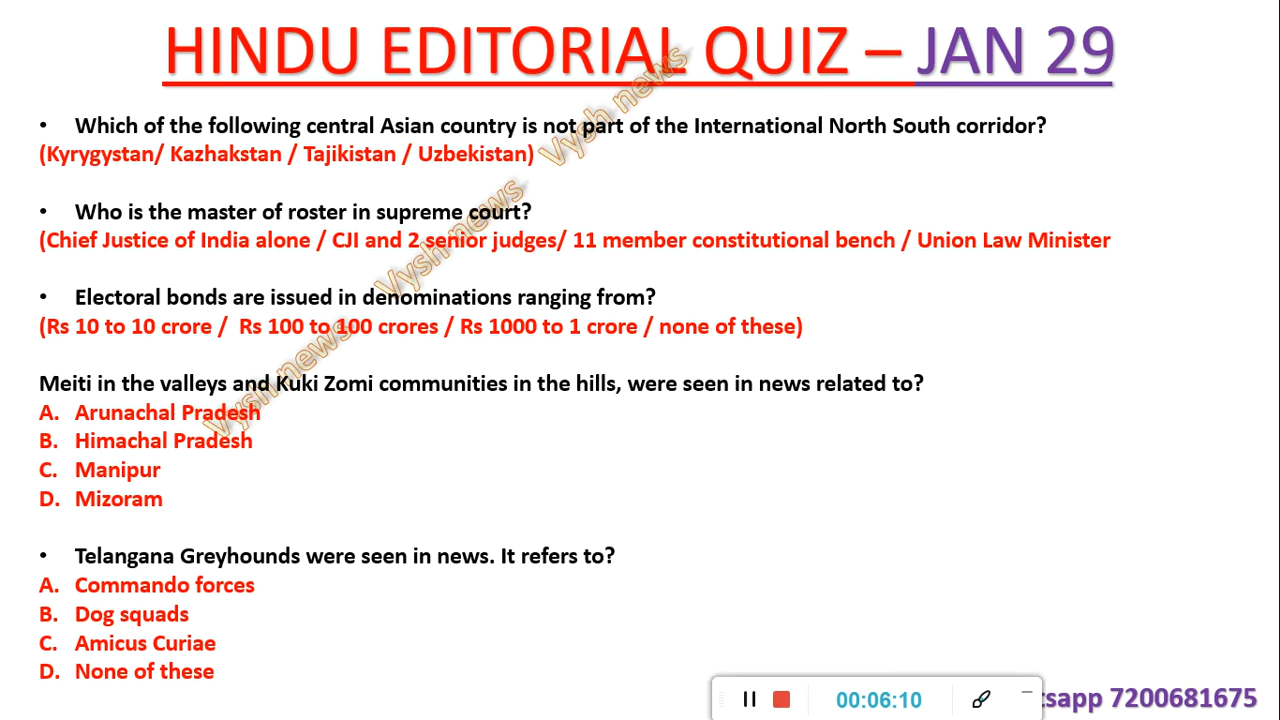 HINDU EDITORIAL QUIZ – JAN 29
• Which of the following central Asian country is not part of the International North South corridor?
(Kyrygystan/ Kazhakstan / Tajikistan / Uzbekistan)
• Who is the master of roster in supreme court?
(Chief Justice of India alone / CJI and 2 senior judges/ 11 member constitutional bench / Union Law Minister
• Electoral bonds are issued in denominations ranging from?
(Rs 10 to 10 crore / Rs 100 to 100 crores / Rs 1000 to 1 crore / none of these)
Meiti in the valleys and Kuki Zomi communities in the hills, were seen in news related to?
A. Arunachal Pradesh
B. Himachal Pradesh
C. Manipur
D. Mizoram
• Telangana Greyhounds were seen in news. It refers to?
A. Commando forces
B. Dog squads
C. Amicus Curiae
D. None of these
Vysh news
Vysh news
Vysh news
00:06:10
tsapp 7200681675